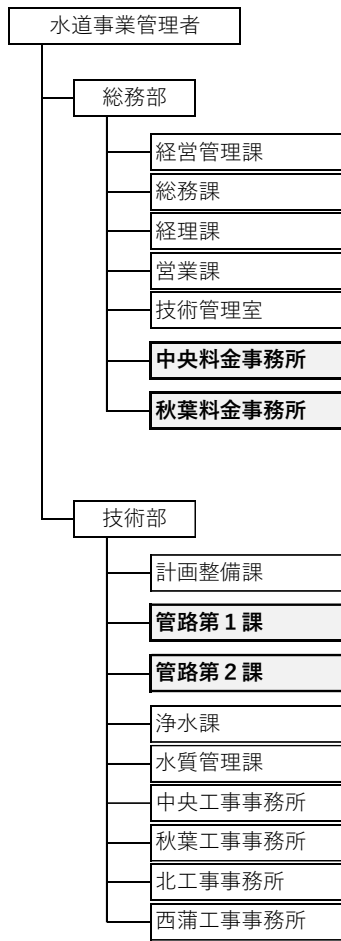 水道事業管理者
総務部
経営管理課
総務課
経理課
営業課
技術管理室
中央料金事務所
秋葉料金事務所
技術部
計画整備課
管路第１課
管路第２課
浄水課
水質管理課
中央工事事務所
秋葉工事事務所
北工事事務所
西蒲工事事務所